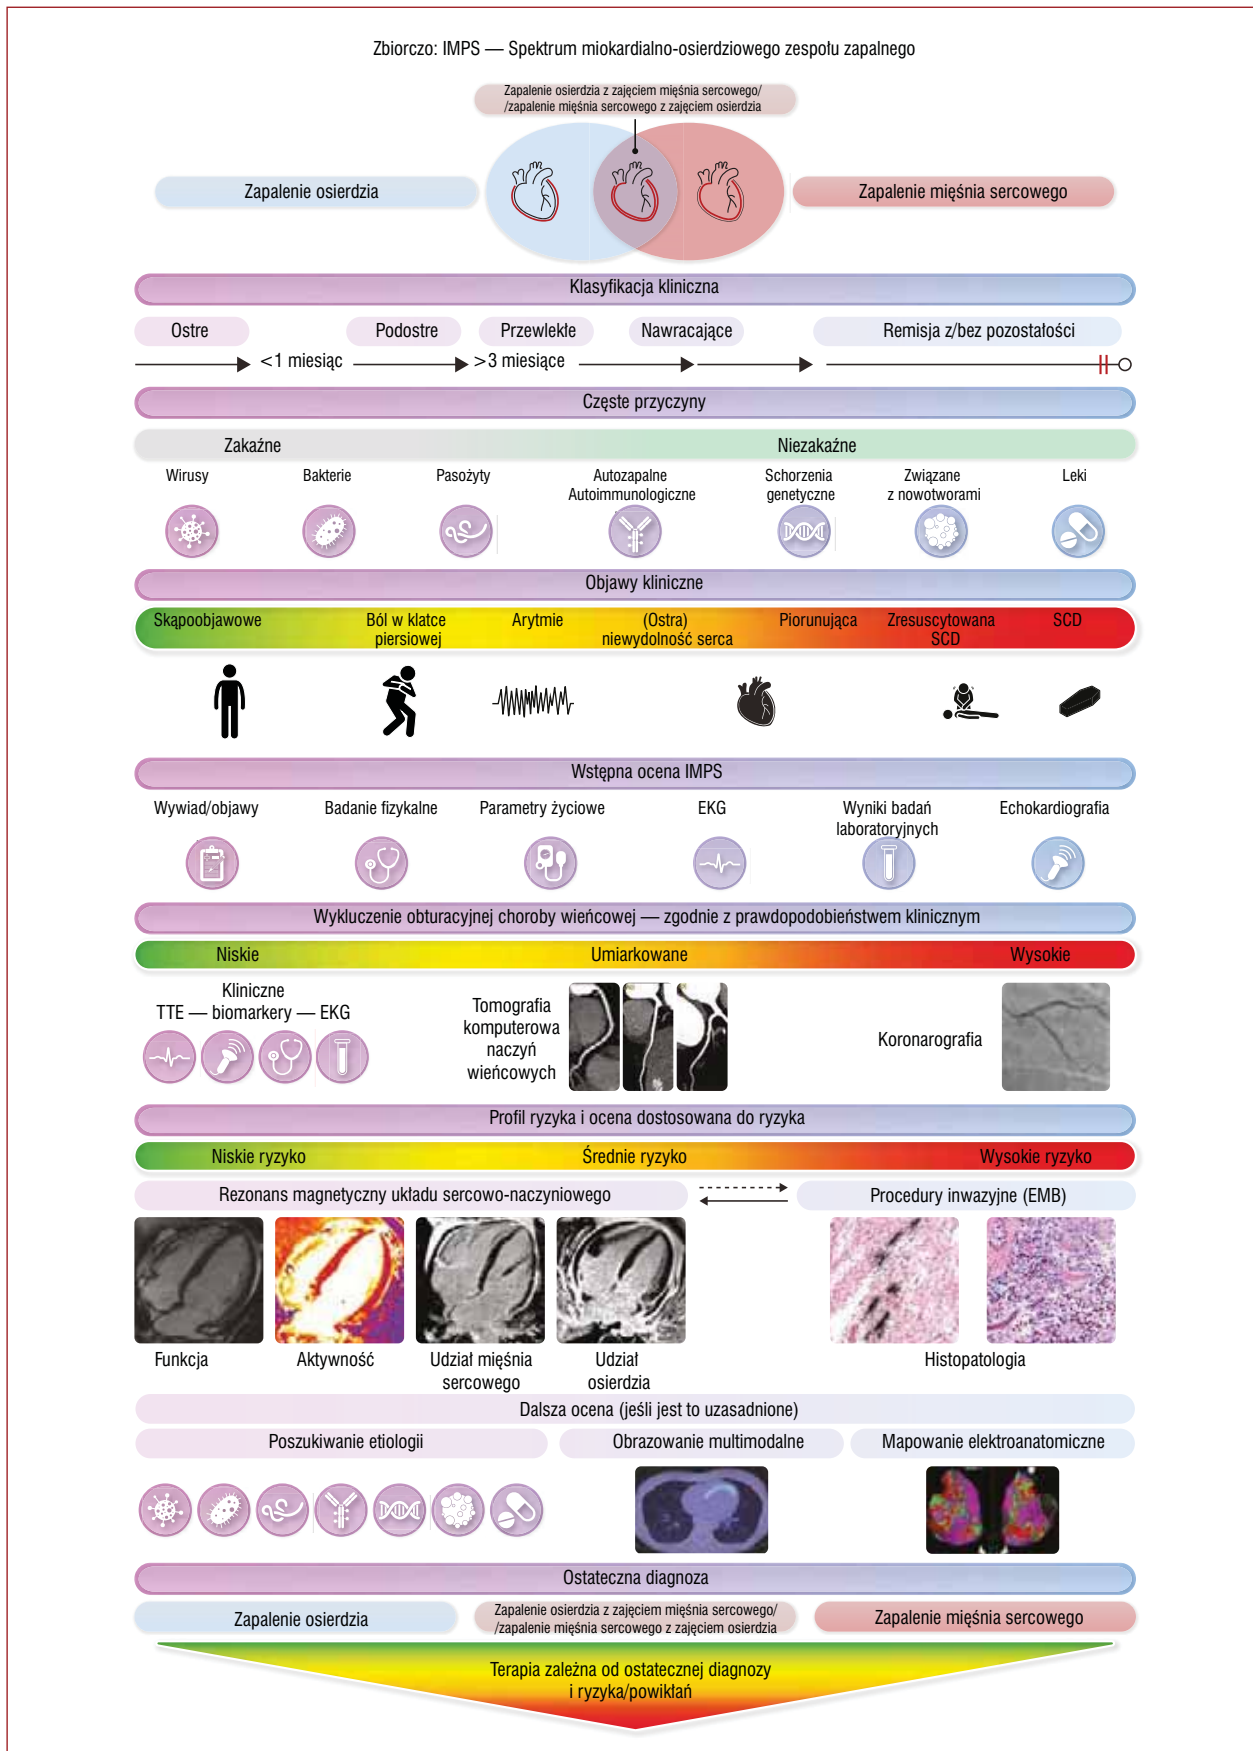 Zbiorczo: IMPS — Spektrum miokardialno-osierdziowego zespołu zapalnego
Zapalenie osierdzia z zajęciem mięśnia sercowego/
/zapalenie mięśnia sercowego z zajęciem osierdzia
Zapalenie osierdzia
Zapalenie mięśnia sercowego
Klasyfikacja kliniczna
Ostre
Podostre
Przewlekłe
Nawracające
Remisja z/bez pozostałości
<1 miesiąc
>3 miesiące
Częste przyczyny
Zakaźne
Niezakaźne
Wirusy
Bakterie
Pasożyty
Autozapalne
Autoimmunologiczne
Schorzenia
genetyczne
Związane
z nowotworami
Leki
Objawy kliniczne
Skąpoobjawowe
Ból w klatce
piersiowej
Arytmie
(Ostra)
niewydolność serca
Piorunująca
Zresuscytowana
SCD
SCD
Wstępna ocena IMPS
Wywiad/objawy
Badanie fizykalne
Parametry życiowe
EKG
Wyniki badań
laboratoryjnych
Echokardiografia
Wykluczenie obturacyjnej choroby wieńcowej — zgodnie z prawdopodobieństwem klinicznym
Niskie
Umiarkowane
Wysokie
Kliniczne
TTE — biomarkery — EKG
Tomografia
komputerowa
naczyń
wieńcowych
Koronarografia
Profil ryzyka i ocena dostosowana do ryzyka
Niskie ryzyko
Średnie ryzyko
Wysokie ryzyko
Rezonans magnetyczny układu sercowo-naczyniowego
Procedury inwazyjne (EMB)
Funkcja
Aktywność
Udział mięśnia
sercowego
Udział
osierdzia
Histopatologia
Dalsza ocena (jeśli jest to uzasadnione)
Poszukiwanie etiologii
Obrazowanie multimodalne
Mapowanie elektroanatomiczne
Ostateczna diagnoza
Zapalenie osierdzia
Zapalenie osierdzia z zajęciem mięśnia sercowego/
/zapalenie mięśnia sercowego z zajęciem osierdzia
Zapalenie mięśnia sercowego
Terapia zależna od ostatecznej diagnozy
i ryzyka/powikłań